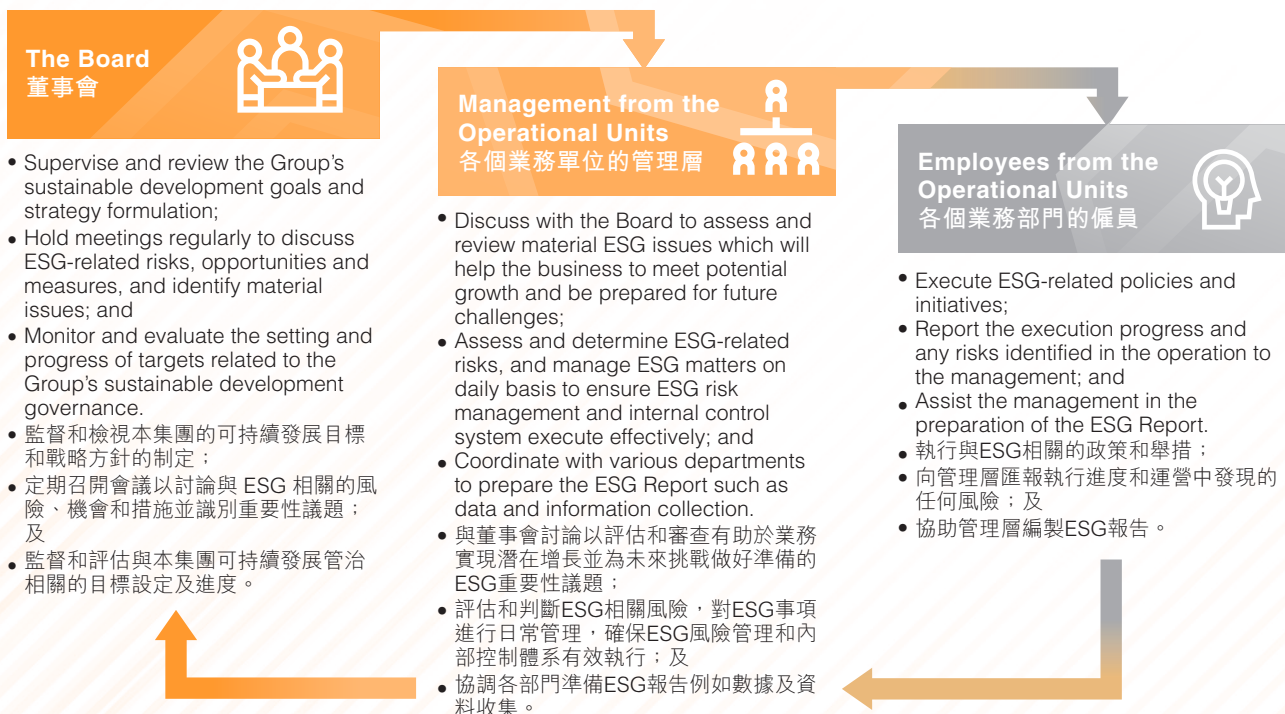 The Board
董事會
• Supervise and review the Group's
sustainable development goals and
strategy formulation;
• Hold meetings regularly to discuss
ESG-related risks, opportunities and
measures, and identify material
issues; and
• Monitor and evaluate the setting and
progress of targets related to the
Group's sustainable development
governance.
• 監督和檢視本集團的可持續發展目標
和戰略方針的制定；
• 定期召開會議以討論與 ESG 相關的風
險、機會和措施並識別重要性議題；
及
• 監督和評估與本集團可持續發展管治
相關的目標設定及進度。
Management from the
Operational Units
各個業務單位的管理層
• Discuss with the Board to assess and
review material ESG issues which will
help the business to meet potential
growth and be prepared for future
challenges;
• Assess and determine ESG-related
risks, and manage ESG matters on
daily basis to ensure ESG risk
management and internal control
system execute effectively; and
• Coordinate with various departments
to prepare the ESG Report such as
data and information collection.
• 與董事會討論以評估和審查有助於業務
實現潛在增長並為未來挑戰做好準備的
ESG重要性議題；
• 評估和判斷ESG相關風險，對ESG事項
進行日常管理，確保ESG風險管理和內
部控制體系有效執行；及
• 協調各部門準備ESG報告例如數據及資
料收集。
Employees from the
Operational Units
各個業務部門的僱員
• Execute ESG-related policies and
initiatives;
• Report the execution progress and
any risks identified in the operation to
the management; and
• Assist the management in the
preparation of the ESG Report.
• 執行與ESG相關的政策和舉措；
• 向管理層匯報執行進度和運營中發現的
任何風險；及
• 協助管理層編製ESG報告。